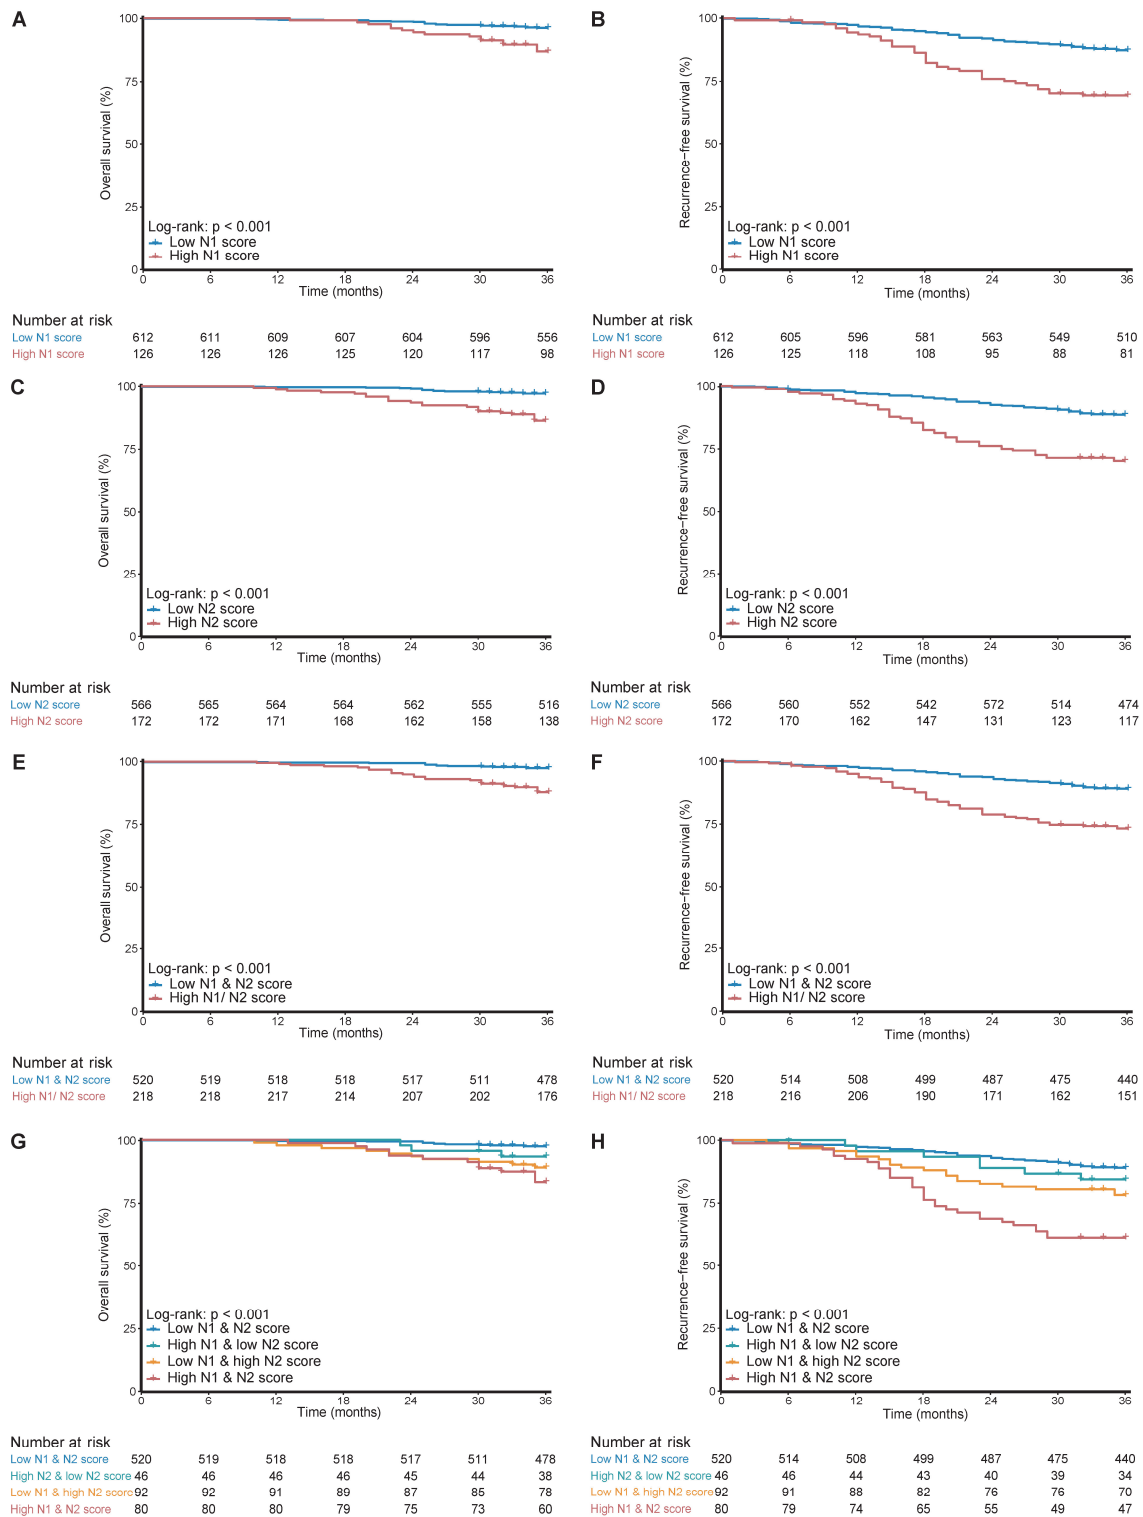 A
Overall survival (%)
100
75
50
25
0
Log-rank: p < 0.001
Low N1 score
High N1 score
0 6 12 18 24 30 36
Time (months)
Number at risk
Low N1 score 612 611 609 607 604 596 556
High N1 score 126 126 126 125 120 117 98
B
Recurrence-free survival (%)
100
75
50
25
0
Log-rank: p < 0.001
Low N1 score
High N1 score
0 6 12 18 24 30 36
Time (months)
Number at risk
Low N1 score 612 605 596 581 563 549 510
High N1 score 126 125 118 108 95 88 81
C
Overall survival (%)
100
75
50
25
0
Log-rank: p < 0.001
Low N2 score
High N2 score
0 6 12 18 24 30 36
Time (months)
Number at risk
Low N2 score 566 565 564 564 562 555 516
High N2 score 172 172 171 168 162 158 138
D
Recurrence-free survival (%)
100
75
50
25
0
Log-rank: p < 0.001
Low N2 score
High N2 score
0 6 12 18 24 30 36
Time (months)
Number at risk
Low N2 score 566 560 552 542 572 514 474
High N2 score 172 170 162 147 131 123 117
E
Overall survival (%)
100
75
50
25
0
Log-rank: p < 0.001
Low N1 & N2 score
High N1/ N2 score
0 6 12 18 24 30 36
Time (months)
Number at risk
Low N1 & N2 score 520 519 518 518 517 511 478
High N1/ N2 score 218 218 217 214 207 202 176
F
Recurrence-free survival (%)
100
75
50
25
0
Log-rank: p < 0.001
Low N1 & N2 score
High N1/ N2 score
0 6 12 18 24 30 36
Time (months)
Number at risk
Low N1 & N2 score 520 514 508 499 487 475 440
High N1/ N2 score 218 216 206 190 171 162 151
G
Overall survival (%)
100
75
50
25
0
Log-rank: p < 0.001
Low N1 & N2 score
High N1 & low N2 score
Low N1 & high N2 score
High N1 & N2 score
0 6 12 18 24 30 36
Time (months)
Number at risk
Low N1 & N2 score 520 519 518 518 517 511 478
High N2 & low N2 score 46 46 46 46 45 44 38
Low N1 & high N2 score 92 92 91 89 87 85 78
High N1 & N2 score 80 80 80 79 75 73 60
H
Recurrence-free survival (%)
100
75
50
25
0
Log-rank: p < 0.001
Low N1 & N2 score
High N1 & low N2 score
Low N1 & high N2 score
High N1 & N2 score
0 6 12 18 24 30 36
Time (months)
Number at risk
Low N1 & N2 score 520 514 508 499 487 475 440
High N2 & low N2 score 46 46 44 43 40 39 34
Low N1 & high N2 score 92 91 88 82 76 76 70
High N1 & N2 score 80 79 74 65 55 49 47